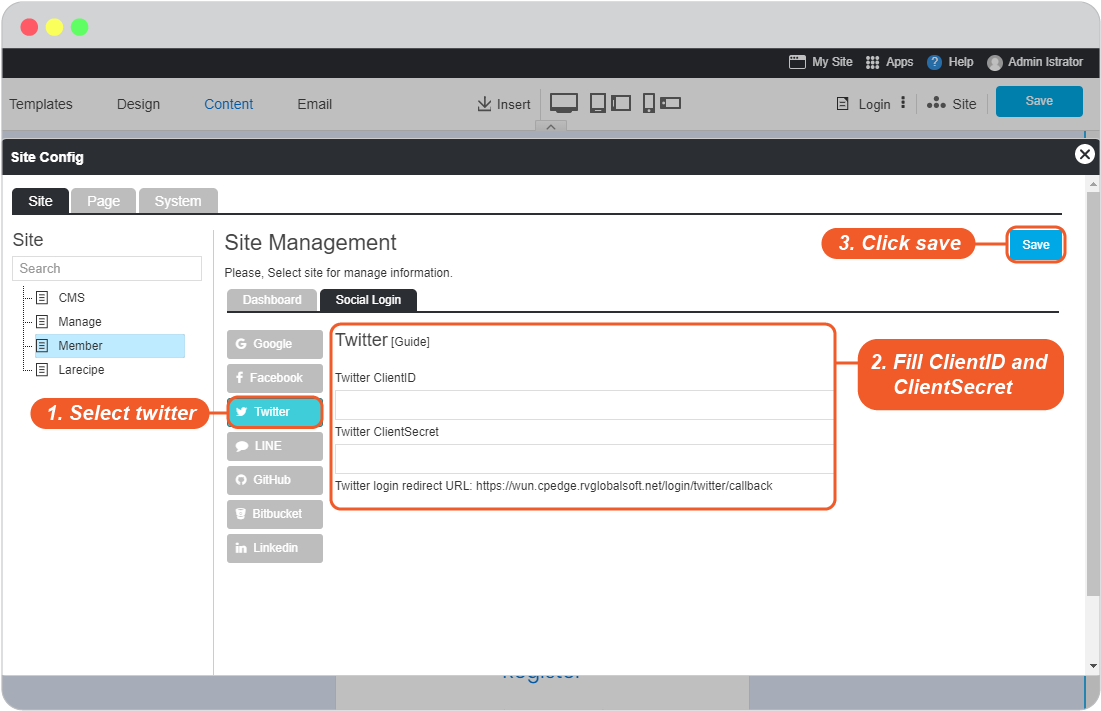 My Site Apps ? Help Admin Istrator
Templates Design Content Email Insert Login Site Save
Site Config
Site Page System
Site
Search
CMS
Manage
Member
Larecipe
Site Management
3. Click save
Save
Please, Select site for manage information.
Dashboard Social Login
Google
Facebook
Twitter
LINE
GitHub
Bitbucket
Linkedin
1. Select twitter
Twitter [Guide]
Twitter ClientID
Twitter ClientSecret
Twitter login redirect URL: https://wun.cpedge.rvglobalsoft.net/login/twitter/callback
2. Fill ClientID and
ClientSecret
Register